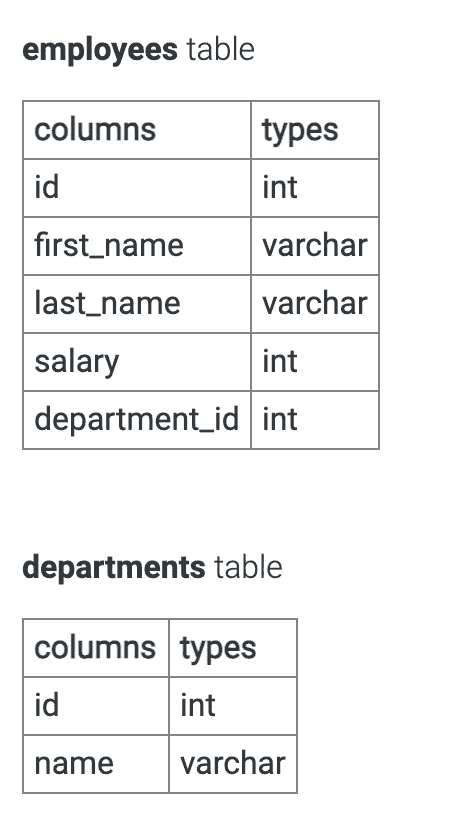 employees table
columns types
id int
first_name varchar
last_name varchar
salary int
department_id int
departments table
columns types
id int
name varchar